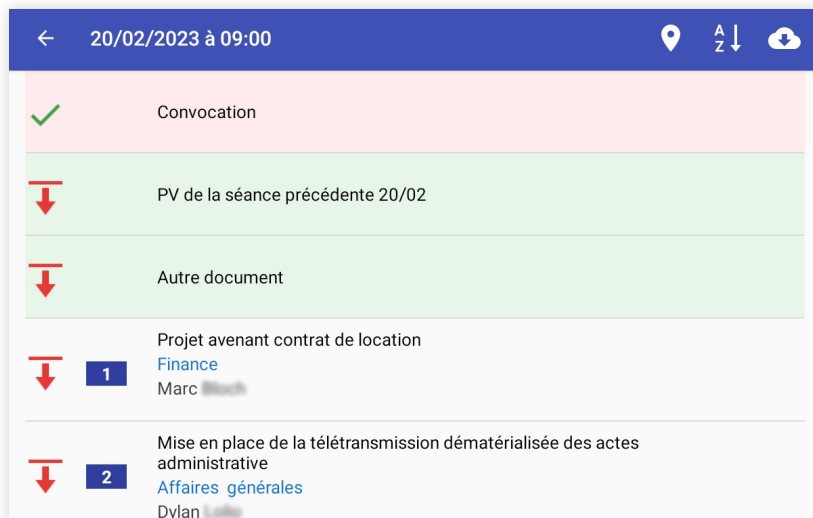 20/02/2023 à 09:00
A
Z
Convocation
PV de la séance précédente 20/02
Autre document
Projet avenant contrat de location
Finance
1
Marc
Mise en place de la télétransmission dématérialisée des actes
administrative
2
Affaires générales
Dylan